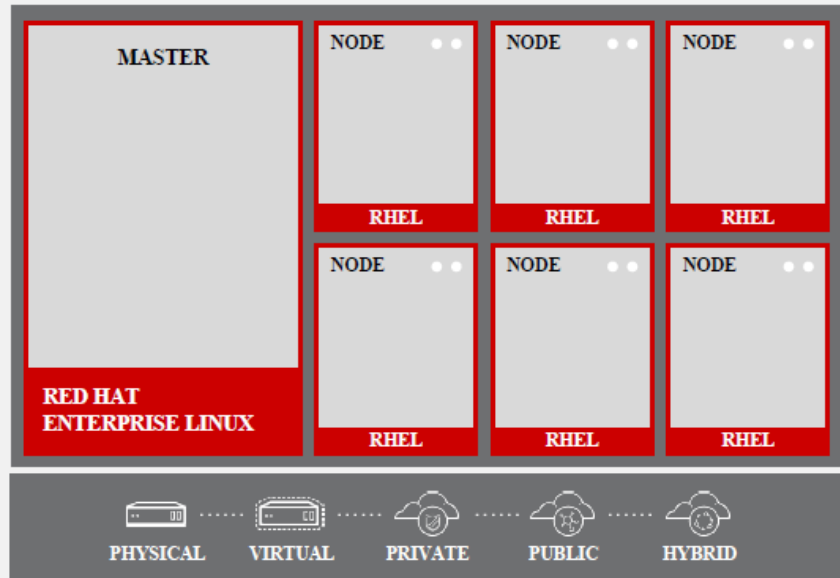 MASTER
RED HAT
ENTERPRISE LINUX
NODE
RHEL
NODE
RHEL
NODE
RHEL
NODE
RHEL
NODE
RHEL
NODE
RHEL
PHYSICAL
VIRTUAL
PRIVATE
PUBLIC
HYBRID